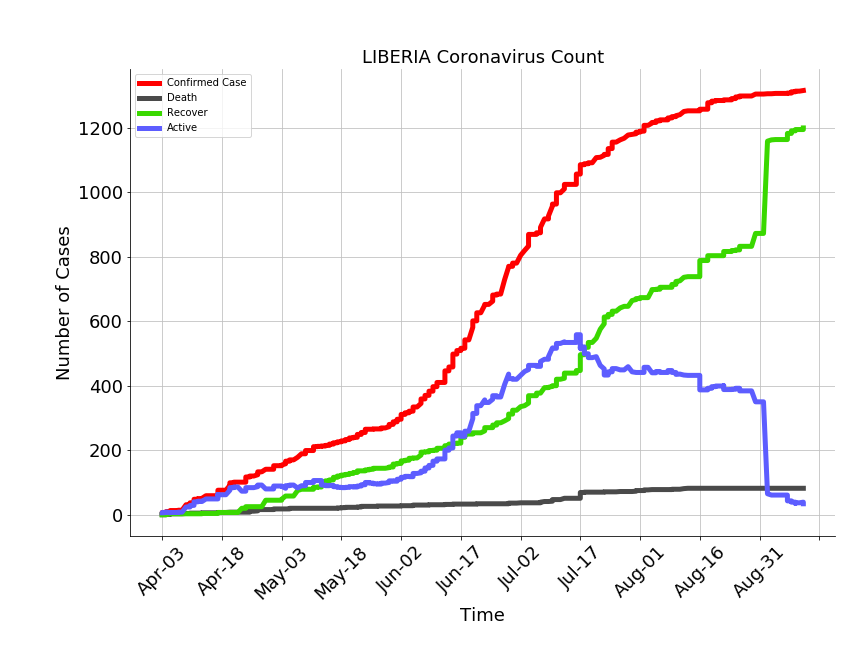 LIBERIA Coronavirus Count
Confirmed Case
Death
Recover
Active
Number of Cases
1200
1000
800
600
400
200
0
Apr-03
Apr-18
May-03
May-18
Jun-02
Jun-17
Jul-02
Jul-17
Aug-01
Aug-16
Aug-31
Time